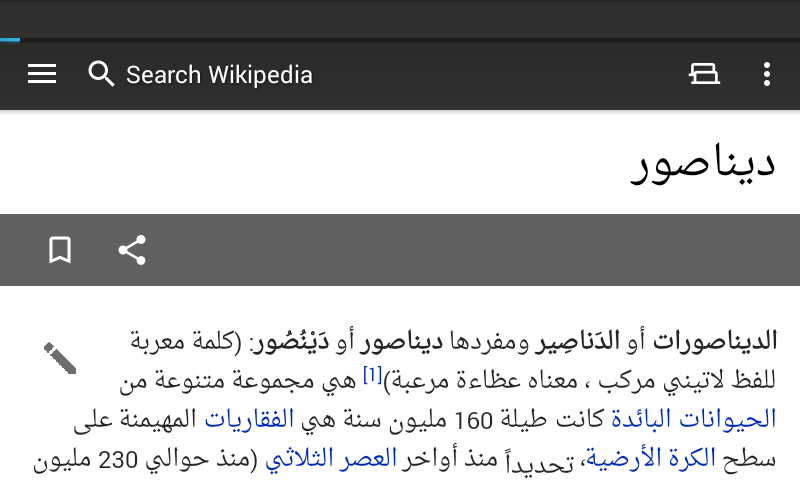 Search Wikipedia
ديناصور
الديناصورات أو الدَناصِير ومفردها ديناصور أو دَيْنُصُور: (كلمة معربة
للفظ لاتيني مركب ، معناه عظاءة مرعبة)[1] هي مجموعة متنوعة من
الحيوانات البائدة كانت طيلة 160 مليون سنة هي الفقاريات المهيمنة على
سطح الكرة الأرضية، تحديداً منذ أواخر العصر الثلاثي (منذ حوالي 230 مليون